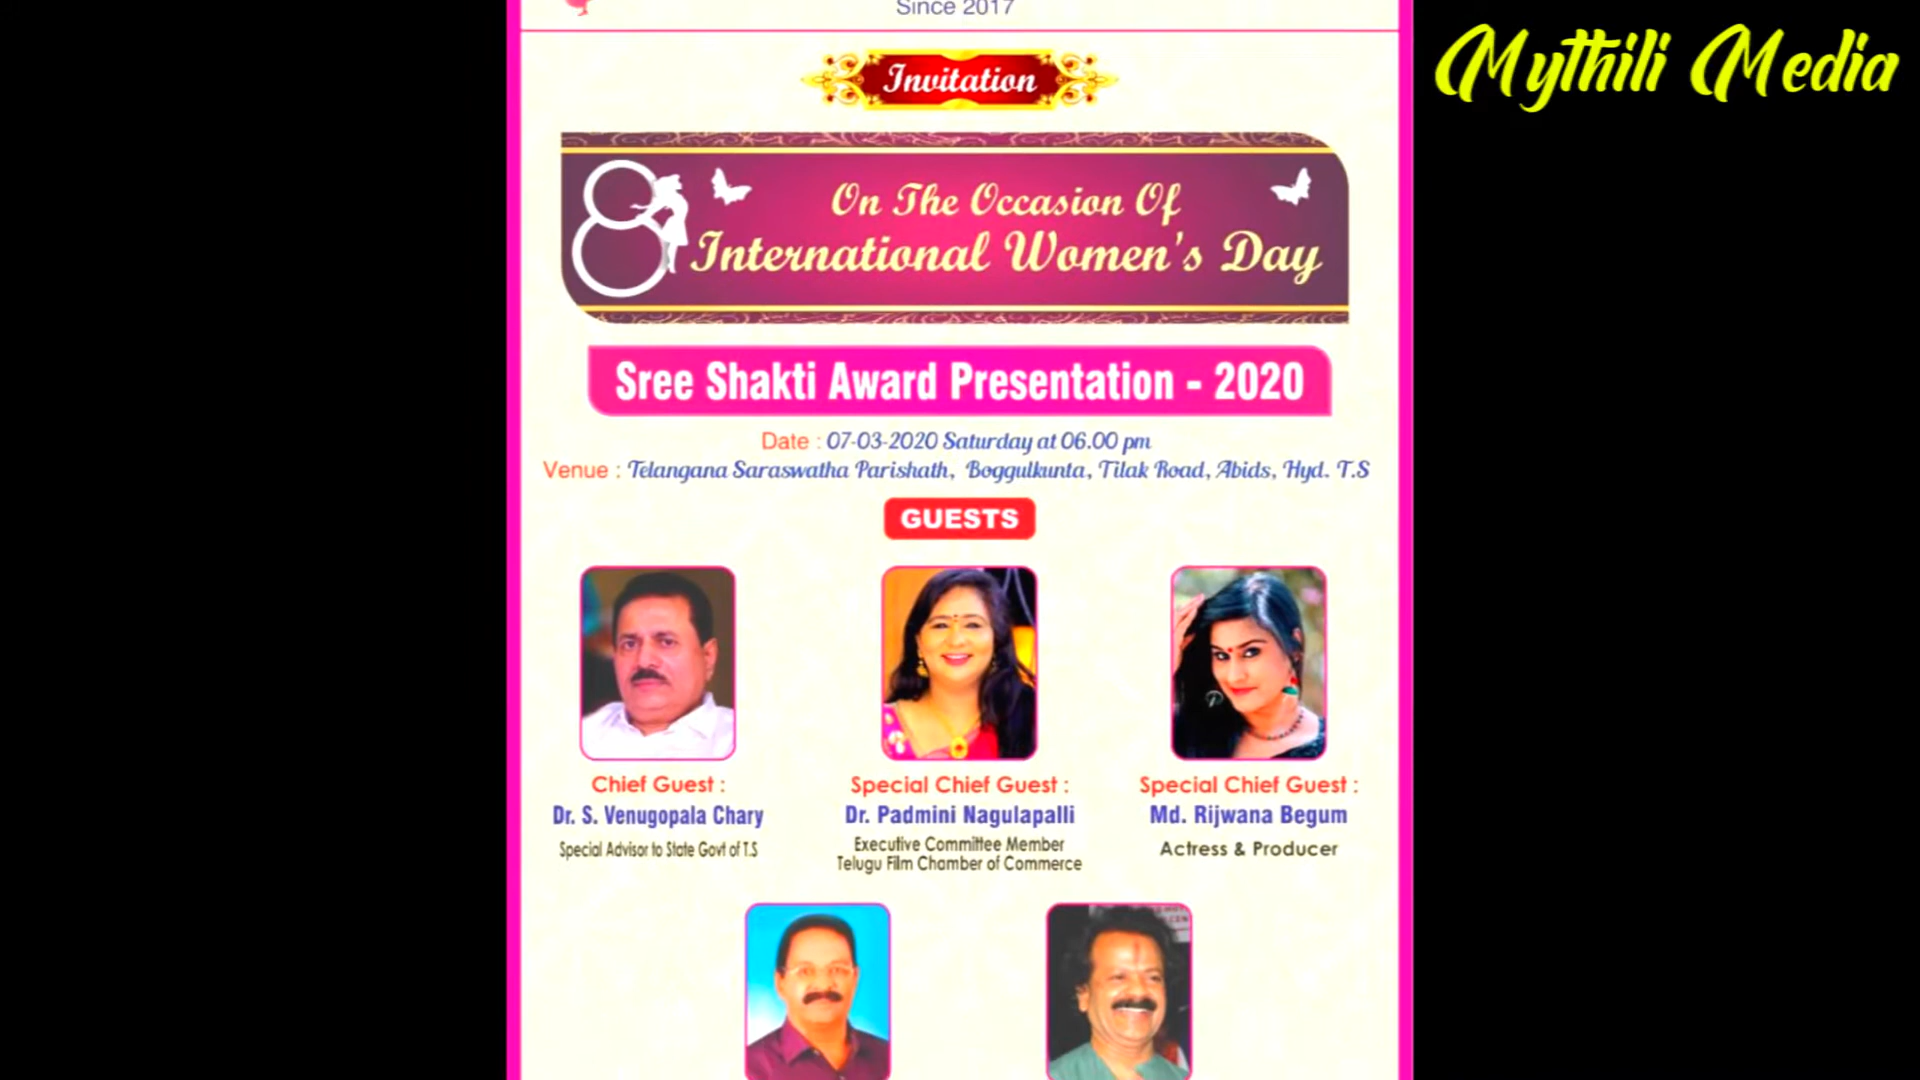 Since 2017
Mythili Media
Invitation
On The Occasion Of
International Women's Day
Sree Shakti Award Presentation - 2020
Date : 07-03-2020 Saturday at 06.00 pm
Venue : Telangana Saraswatha Parishath, Boggulkunta, Tilak Road, Abids, Hyd. T.S
GUESTS
Chief Guest :
Dr. S. Venugopala Chary
Special Advisor to State Govt of T.S
Special Chief Guest :
Dr. Padmini Nagulapalli
Executive Committee Member
Telugu Film Chamber of Commerce
Special Chief Guest :
Md. Rijwana Begum
Actress & Producer